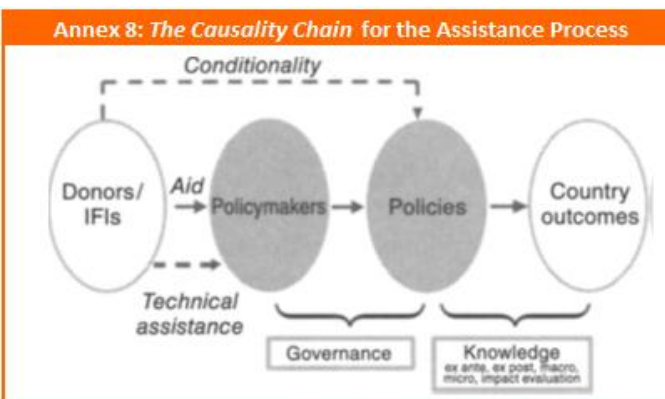 Annex 8: The Causality Chain for the Assistance Process
Conditionality
Donors/
IFIs
Aid
Policymakers
Policies
Country
outcomes
Technical
assistance
Governance
Knowledge
ex ante, ex post, macro,
micro, impact evaluation